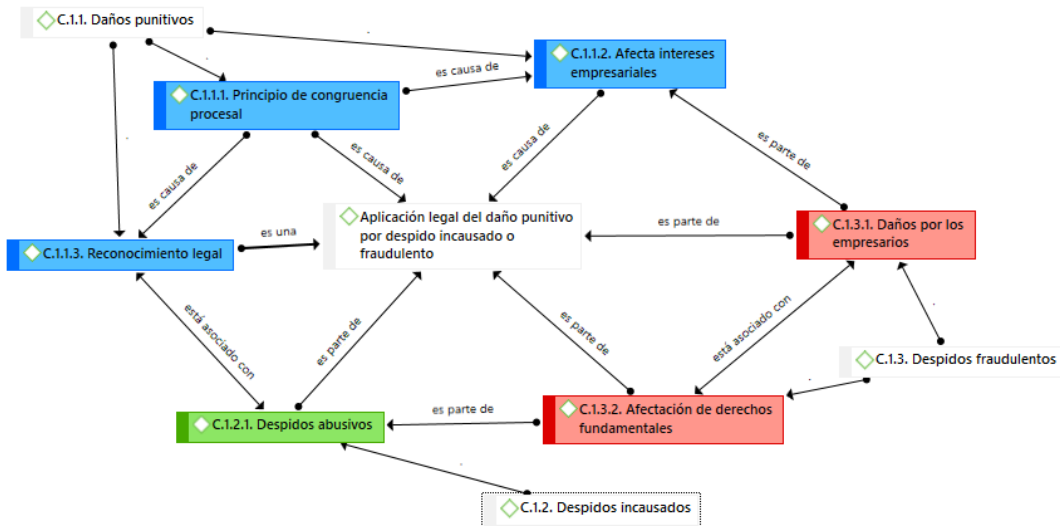 C.1.1. Daños punitivos
C.1.1.2. Afecta intereses
empresariales
es causa de
C.1.1.1. Principio de congruencia
procesal
es causa de
es causa de
es causa de
es parte de
Aplicación legal del daño punitivo
por despido incausado o
fraudulento
es parte de
C.1.3.1. Daños por los
empresarios
es una
C.1.1.3. Reconocimiento legal
está asociado con
es parte de
es parte de
está asociado con
C.1.3. Despidos fraudulentos
C.1.2.1. Despidos abusivos
es parte de
C.1.3.2. Afectación de derechos
fundamentales
C.1.2. Despidos incausados